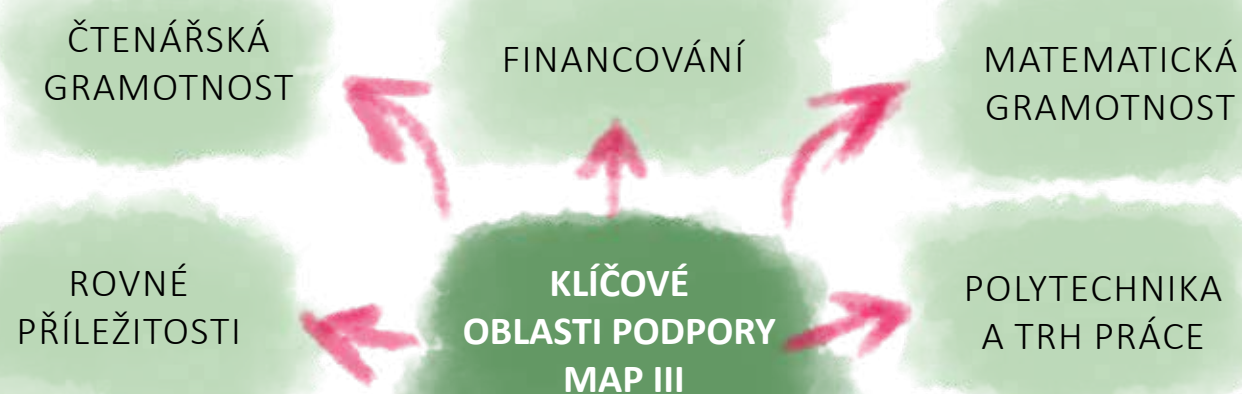 ČTENÁŘSKÁ
GRAMOTNOST
FINANCOVÁNÍ
MATEMATICKÁ
GRAMOTNOST
ROVNÉ
PŘÍLEŽITOSTI
KLÍČOVÉ
OBLASTI PODPORY
MAP III
POLYTECHNIKA
A TRH PRÁCE